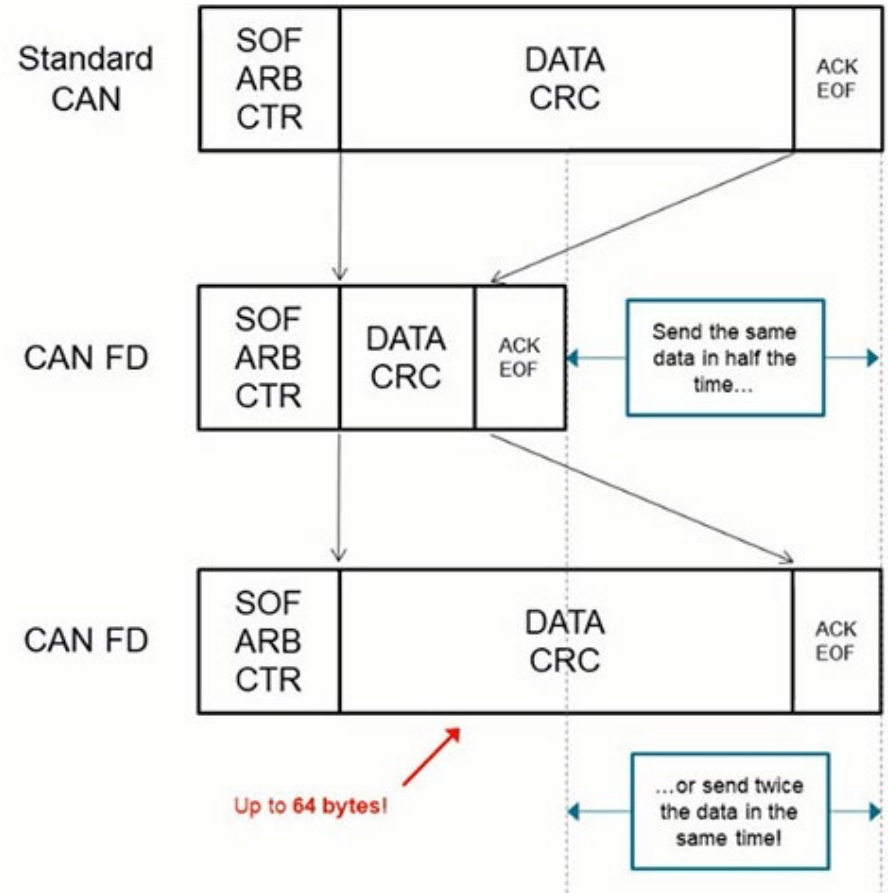 Standard
CAN
SOF
ARB
CTR
DATA
CRC
ACK
EOF
CAN FD
SOF
ARB
CTR
DATA
CRC
ACK
EOF
Send the same
data in half the
time...
CAN FD
SOF
ARB
CTR
DATA
CRC
ACK
EOF
Up to 64 bytes!
...or send twice
the data in the
same time!